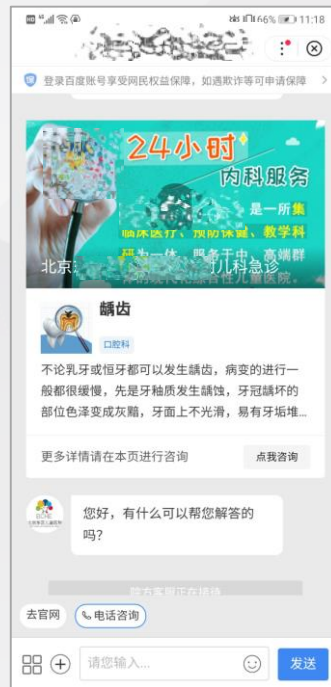 66% 11:18
登录百度账号享受网民权益保障，如遇欺诈等可申请保障 >
24小时
内科服务
是一所集
临床医疗、预防保健、教学科
研为一体，服务于中、高端群
北京
儿科急诊
龋齿
口腔科
不论乳牙或恒牙都可以发生龋齿，病变的进行一
般都很缓慢，先是牙釉质发生龋蚀，牙冠龋坏的
部位色泽变成灰黯，牙面上不光滑，易有牙垢堆...
更多详情请在本页进行咨询
点我咨询
您好，有什么可以帮您解答的
吗？
院方客服正在接待
去官网
电话咨询
请您输入...
发送